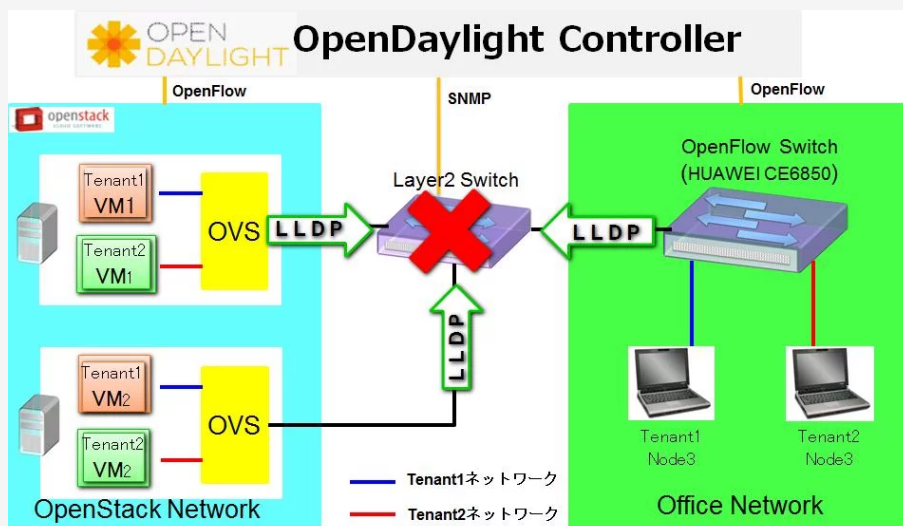 OPEN
DAYLIGHT
OpenDaylight Controller
OpenFlow
SNMP
OpenFlow
openstack
Tenant1
VM1
Tenant2
VM1
OVS
LLDP
Layer2 Switch
LLDP
OpenFlow Switch
(HUAWEI CE6850)
LLDP
Tenant1
VM2
Tenant2
VM2
OVS
Tenant1
Node3
Tenant2
Node3
Tenant1ネットワーク
Tenant2ネットワーク
OpenStack Network
Office Network